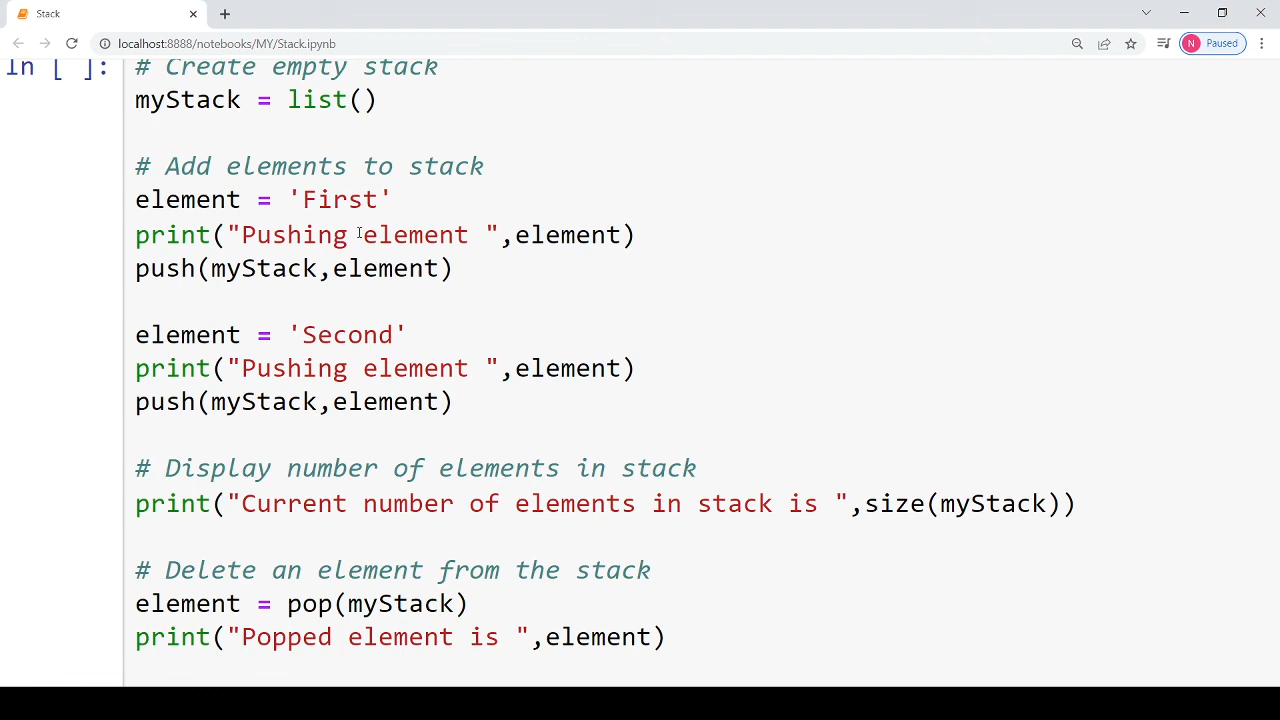 Stack
localhost:8888/notebooks/MY/Stack.ipynb
N Paused
In [ ]: # Create empty stack
myStack = list()
# Add elements to stack
element = 'First'
print("Pushing element ",element)
push(myStack,element)
element = 'Second'
print("Pushing element ",element)
push(myStack,element)
# Display number of elements in stack
print("Current number of elements in stack is ",size(myStack))
# Delete an element from the stack
element = pop(myStack)
print("Popped element is ",element)